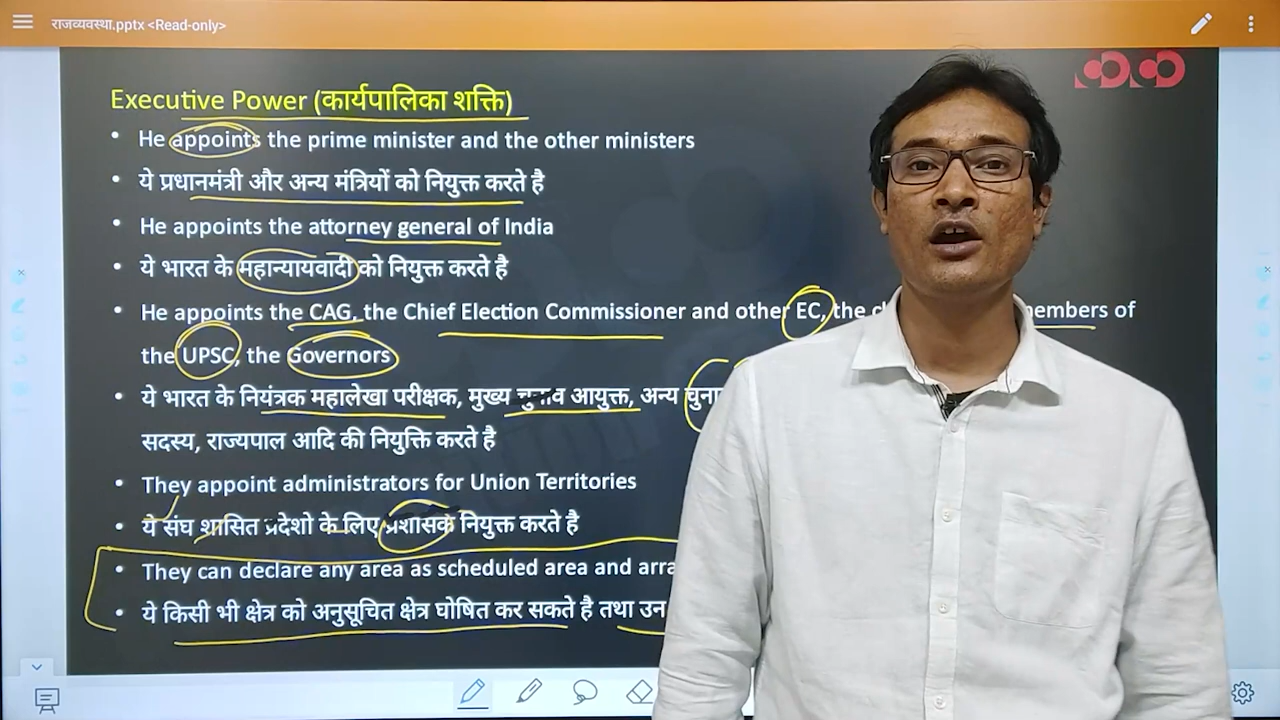 राजव्यवस्था.pptx <Read-only>
Executive Power (कार्यपालिका शक्ति)
• He appoints the prime minister and the other ministers
• ये प्रधानमंत्री और अन्य मंत्रियों को नियुक्त करते है
• He appoints the attorney general of India
• ये भारत के महान्यायवादी को नियुक्त करते है
• He appoints the CAG, the Chief Election Commissioner and other EC, the members of
the UPSC, the Governors
• ये भारत के नियंत्रक महालेखा परीक्षक, मुख्य चुनाव आयुक्त, अन्य
सदस्य, राज्यपाल आदि की नियुक्ति करते है
• They appoint administrators for Union Territories
• ये संघ शासित प्रदेशो के लिए प्रशासक नियुक्त करते है
• They can declare any area as scheduled area and
• ये किसी भी क्षेत्र को अनुसूचित क्षेत्र घोषित कर सकते है तथा